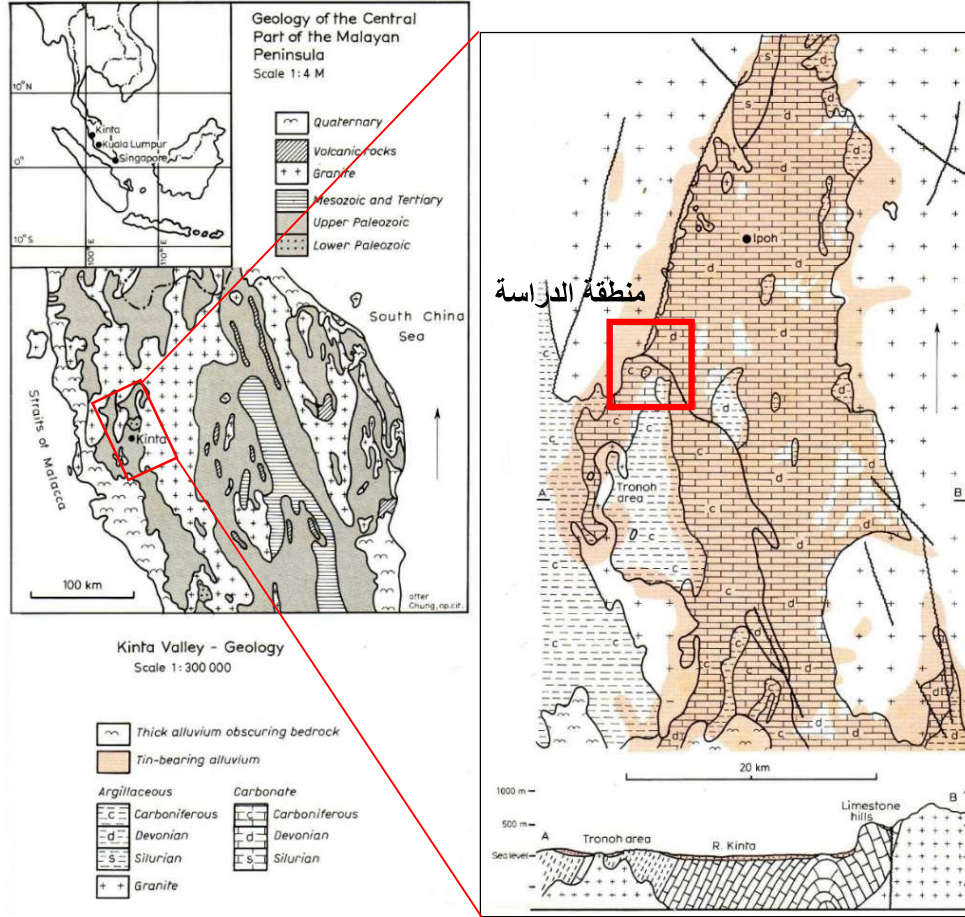 Geology of the Central
Part of the Malayan
Peninsula
Scale 1:4 M
10°N
0°
10°S
100°E
110°
Kinta
Kuala Lumpur
Singapore
Quaternary
Volcanic rocks
Granite
Mesozoic and Tertiary
Upper Paleozoic
Lower Paleozoic
South China
Sea
Straits of Malacca
Kinta
100 km
after
Chung, op.cit.
Kinta Valley - Geology
Scale 1:300 000
Thick alluvium obscuring bedrock
Tin-bearing alluvium
Argillaceous
c Carboniferous
d Devonian
s Silurian
Granite
Carbonate
c Carboniferous
d Devonian
s Silurian
منطقة الدراسة
s
s
d
d
d
d
d
d
Ipoh
d
d
d
c
c
d
c
d
d
c
c
c
A
Tronoh
area
B
c
c
d
c
d
d
c
c
c
d
d
c
d
c
d
d
20 km
1000 m
500 m
Sea level
A
Tronoh area
R. Kinta
Limestone
hills
B